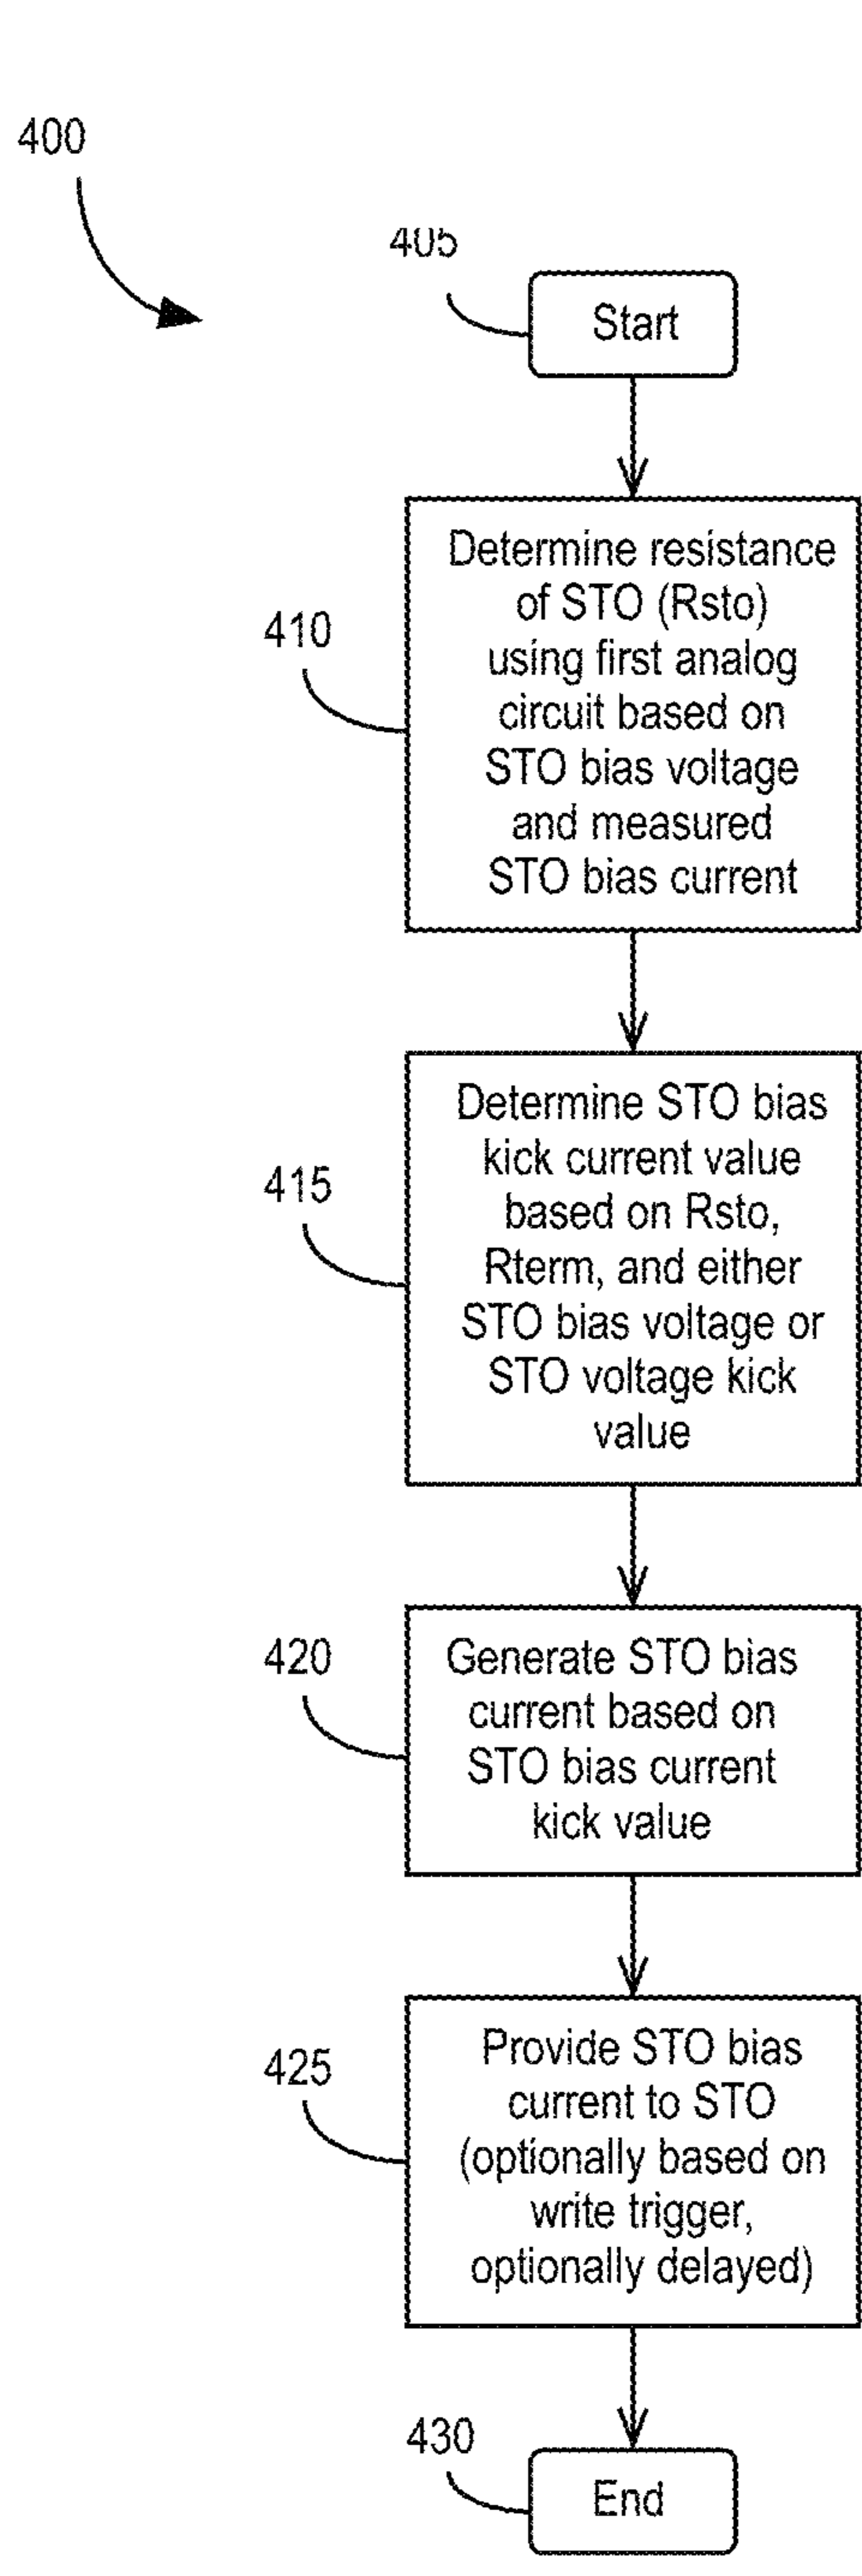 400
405
Start
410
Determine resistance
of STO (Rsto)
using first analog
circuit based on
STO bias voltage
and measured
STO bias current
415
Determine STO bias
kick current value
based on Rsto,
Rterm, and either
STO bias voltage or
STO voltage kick
value
420
Generate STO bias
current based on
STO bias current
kick value
425
Provide STO bias
current to STO
(optionally based on
write trigger,
optionally delayed)
430
End